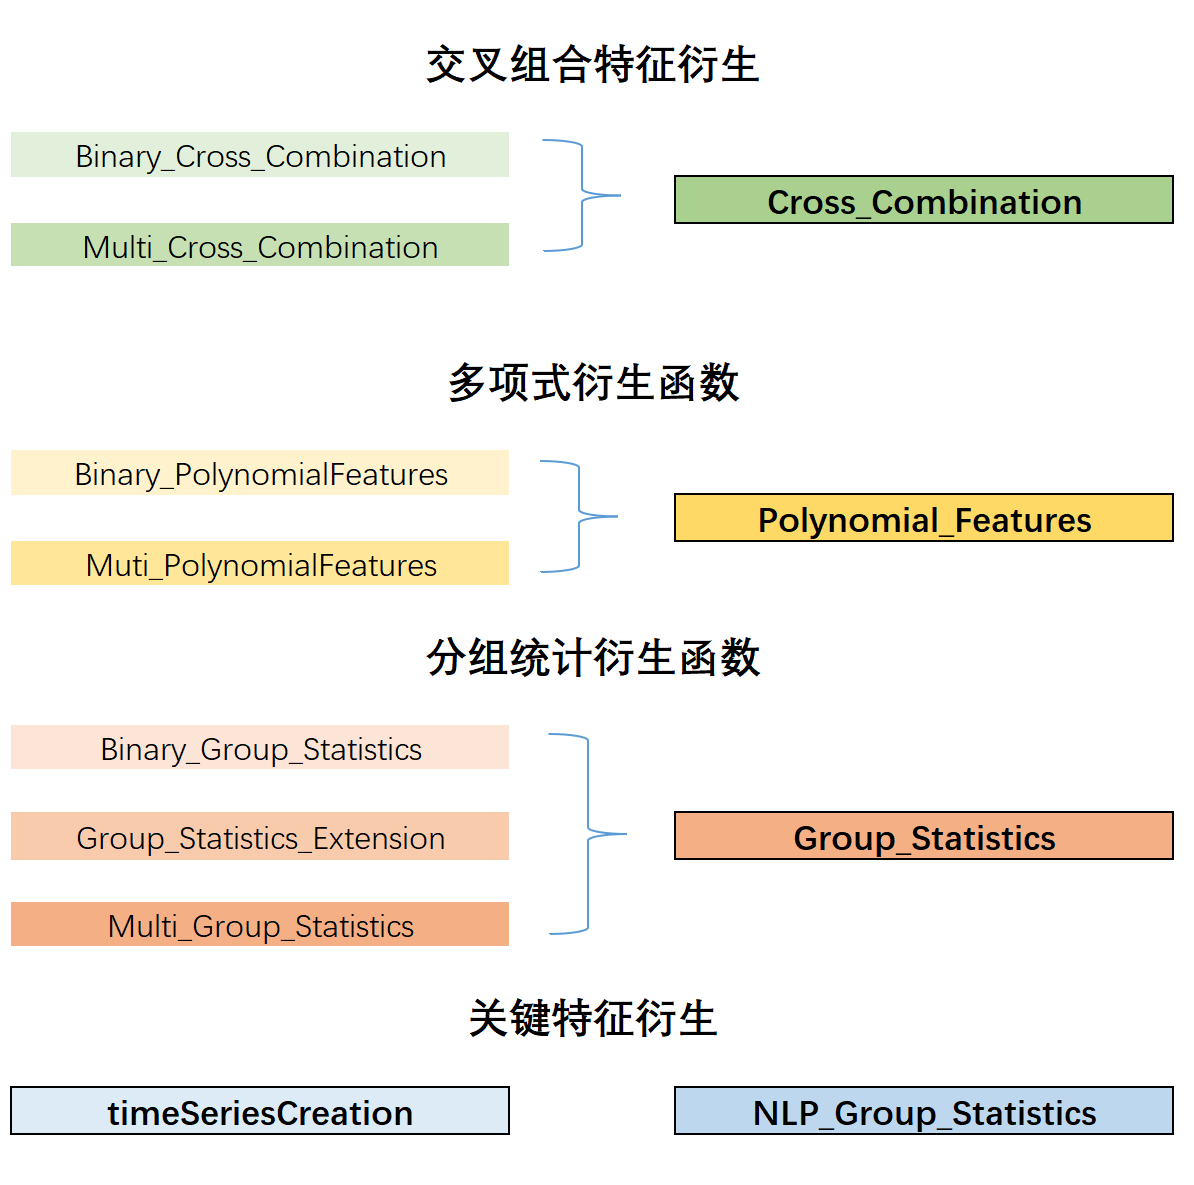 交叉组合特征衍生
Binary_Cross_Combination
Multi_Cross_Combination
Cross_Combination
多项式衍生函数
Binary_PolynomialFeatures
Muti_PolynomialFeatures
Polynomial_Features
分组统计衍生函数
Binary_Group_Statistics
Group_Statistics_Extension
Multi_Group_Statistics
Group_Statistics
关键特征衍生
timeSeriesCreation
NLP_Group_Statistics